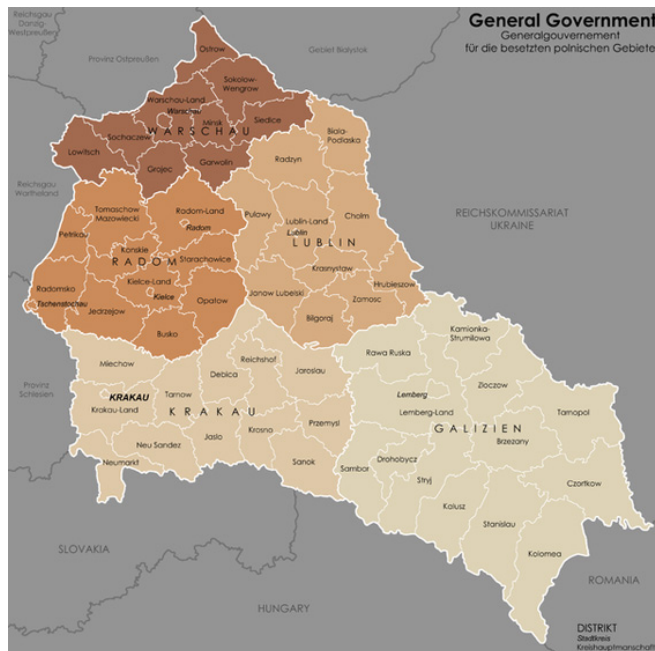 General Government
Generalgouvernement
für die besetzten polnischen Gebiete
Reichsgau
Danzig-
Westpreußen
Provinz Ostpreußen
Gebiet Bialystok
Ostrow
Sokolow-
Wengrow
Warschau-Land
Warschau
Minsk
Siedlce
Sochaczew
WARSCHAU
Lowitsch
Grojec
Garwolin
Biala-
Podlaska
Radzyn
Reichsgau
Wartheland
REICHSKOMMISSARIAT
UKRAINE
Tomaschow
Mazowiecki
Radom-Land
Radom
Petrikau
Konskie
RADOM
Starachowice
Kielce-Land
Kielce
Radomsko
Tschenstochau
Jedrzejow
Opatow
Busko
Pulawy
Lublin-Land
Lublin
Cholm
LUBLIN
Krasnystaw
Janow Lubelski
Hrubieszow
Zamosc
Bilgoraj
Provinz
Schlesien
Miechow
KRAKAU
Krakau-Land
Tarnow
Debica
Reichshof
Jaroslau
KRAKAU
Neu Sandez
Jaslo
Krosno
Przemysl
Neumarkt
Sanok
Kamionka-
Strumilowa
Rawa Ruska
Zloczow
Lemberg
Lemberg-Land
Tarnopol
GALIZIEN
Brzezany
Sambor
Drohobycz
Stryj
Czortkow
Kalusz
Stanislau
Kolomea
SLOVAKIA
HUNGARY
ROMANIA
DISTRIKT
Stadtkreis
Kreishauptmannschaft